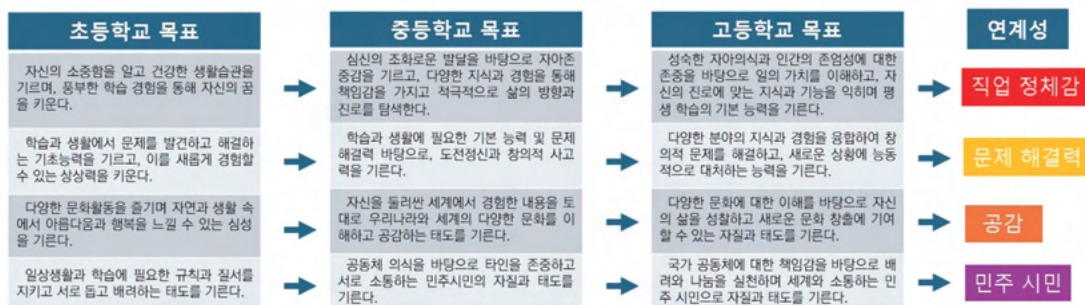 초등학교 목표
중등학교 목표
고등학교 목표
연계성
자신의 소중함을 알고 건강한 생활습관을
기르며, 풍부한 학습 경험을 통해 자신의 꿈
을 키운다.
심신의 조화로운 발달을 바탕으로 자아존
중감을 기르고, 다양한 지식과 경험을 통해
책임감을 가지고 적극적으로 삶의 방향과
진로를 탐색한다.
성숙한 자아의식과 인간의 존엄성에 대한
존중을 바탕으로 일의 가치를 이해하고, 자
신의 진로에 맞는 지식과 기능을 익히며 평
생 학습의 기본 능력을 기른다.
직업 정체감
학습과 생활에서 문제를 발견하고 해결하
는 기초능력을 기르고, 이를 새롭게 경험할
수 있는 상상력을 키운다.
학습과 생활에 필요한 기본 능력 및 문제
해결력 바탕으로, 도전정신과 창의적 사고
력을 기른다.
다양한 분야의 지식과 경험을 융합하여 창
의적 문제를 해결하고, 새로운 상황에 능동
적으로 대처하는 능력을 기른다.
문제 해결력
다양한 문화활동을 즐기며 자연과 생활 속
에서 아름다움과 행복을 느낄 수 있는 심성
을 기른다.
자신을 둘러싼 세계에서 경험한 내용을 토
대로 우리나라와 세계의 다양한 문화를 이
해하고 공감하는 태도를 기른다.
다양한 문화에 대한 이해를 바탕으로 자신
의 삶을 성찰하고 새로운 문화 창출에 기여
할 수 있는 자질과 태도를 기른다.
공감
일상생활과 학습에 필요한 규칙과 질서를
지키고 서로 돕고 배려하는 태도를 기른다.
공동체 의식을 바탕으로 타인을 존중하고
서로 소통하는 민주시민의 자질과 태도를
기른다.
국가 공동체에 대한 책임감을 바탕으로 배
려와 나눔을 실천하며 세계와 소통하는 민
주 시민으로 자질과 태도를 기른다.
민주 시민